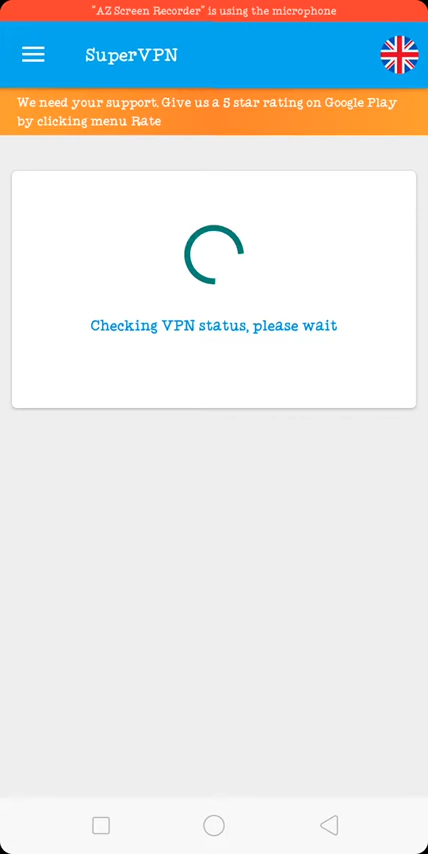 "AZ Screen Recorder" is using the microphone
SuperVPN
We need your support. Give us a 5 star rating on Google Play
by clicking menu Rate
Checking VPN status, please wait